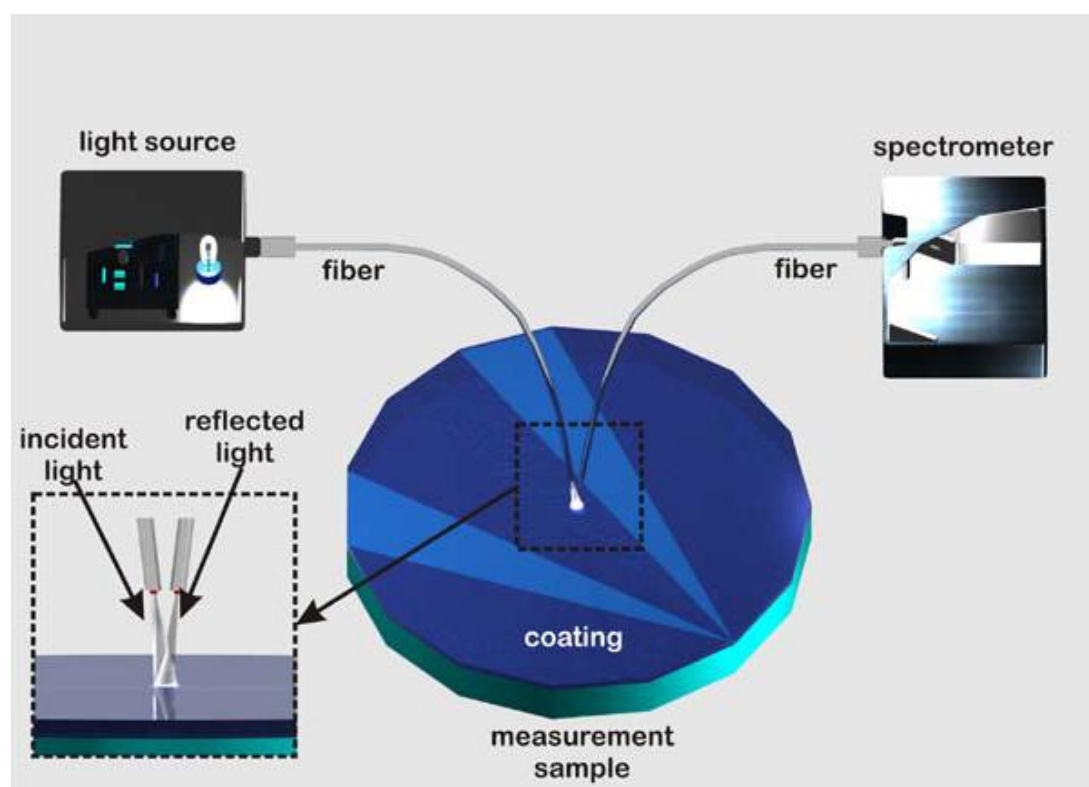 light source
spectrometer
fiber
fiber
incident
light
reflected
light
coating
measurement
sample